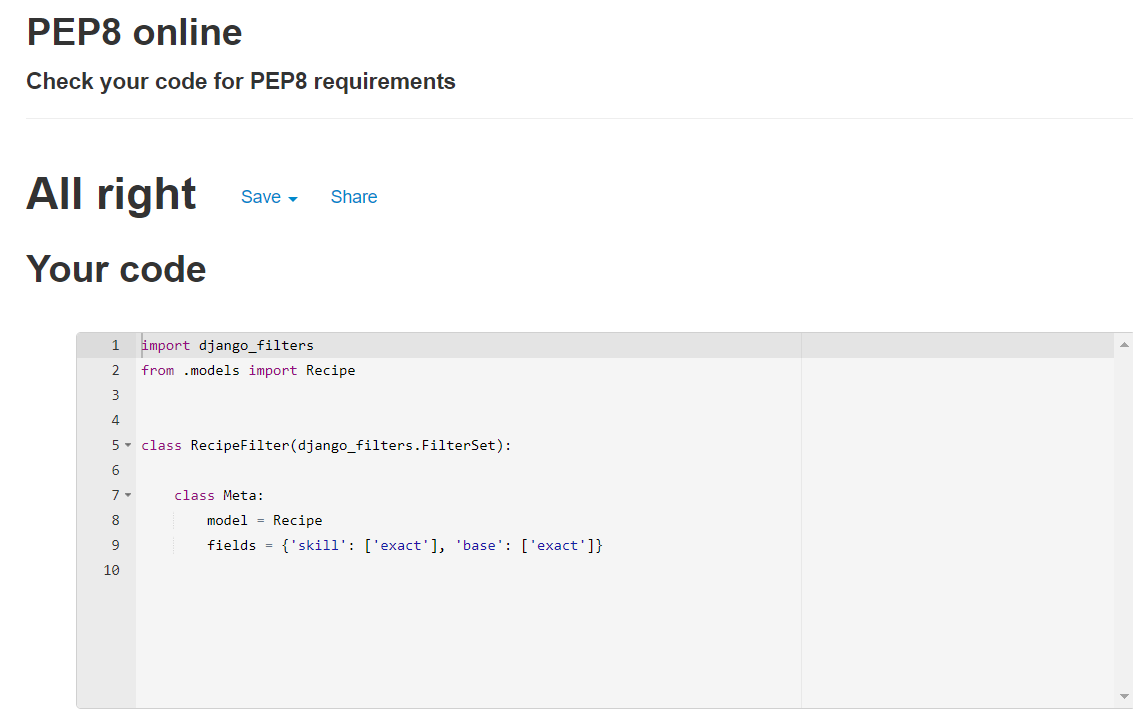 PEP8 online
Check your code for PEP8 requirements
All right Save Share
Your code
1 import django_filters
2 from .models import Recipe
3
4
5 class RecipeFilter(django_filters.FilterSet):
6
7     class Meta:
8         model = Recipe
9         fields = {'skill': ['exact'], 'base': ['exact']}
10